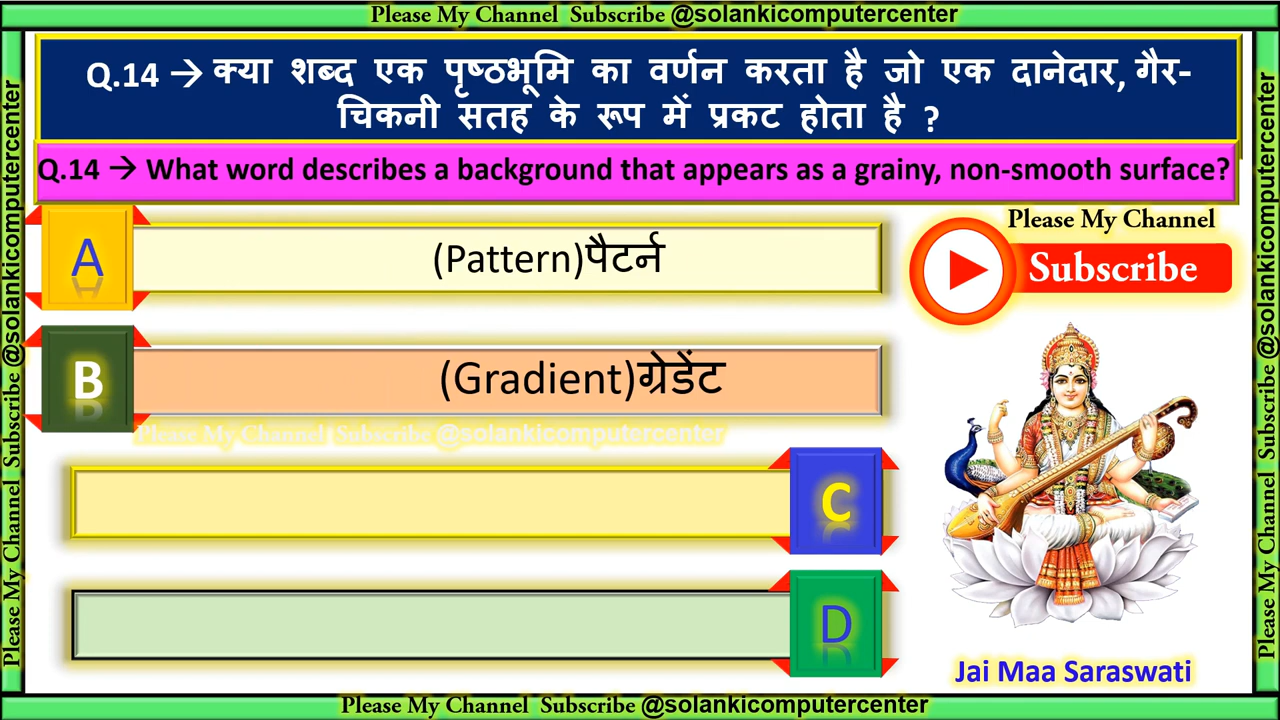 Please My Channel Subscribe @solankicomputercenter
Q.14 → क्या शब्द एक पृष्ठभूमि का वर्णन करता है जो एक दानेदार, गैर-
चिकनी सतह के रूप में प्रकट होता है ?
Q.14 → What word describes a background that appears as a grainy, non-smooth surface?
A
(Pattern)पैटर्न
Please My Channel
Subscribe
B
(Gradient)ग्रेडेंट
Please My Channel Subscribe @solankicomputercenter
C
D
Jai Maa Saraswati
Please My Channel Subscribe @solankicomputercenter
Please My Channel Subscribe @solankicomputercenter
Please My Channel Subscribe @solankicomputercenter